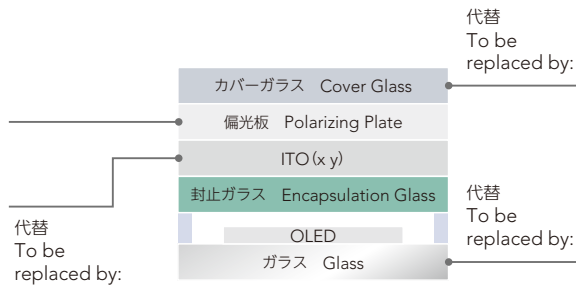 代替
To be
replaced by:
カバーガラス Cover Glass
偏光板 Polarizing Plate
ITO(x y)
封止ガラス Encapsulation Glass
代替
To be
replaced by:
OLED
ガラス Glass
代替
To be
replaced by: